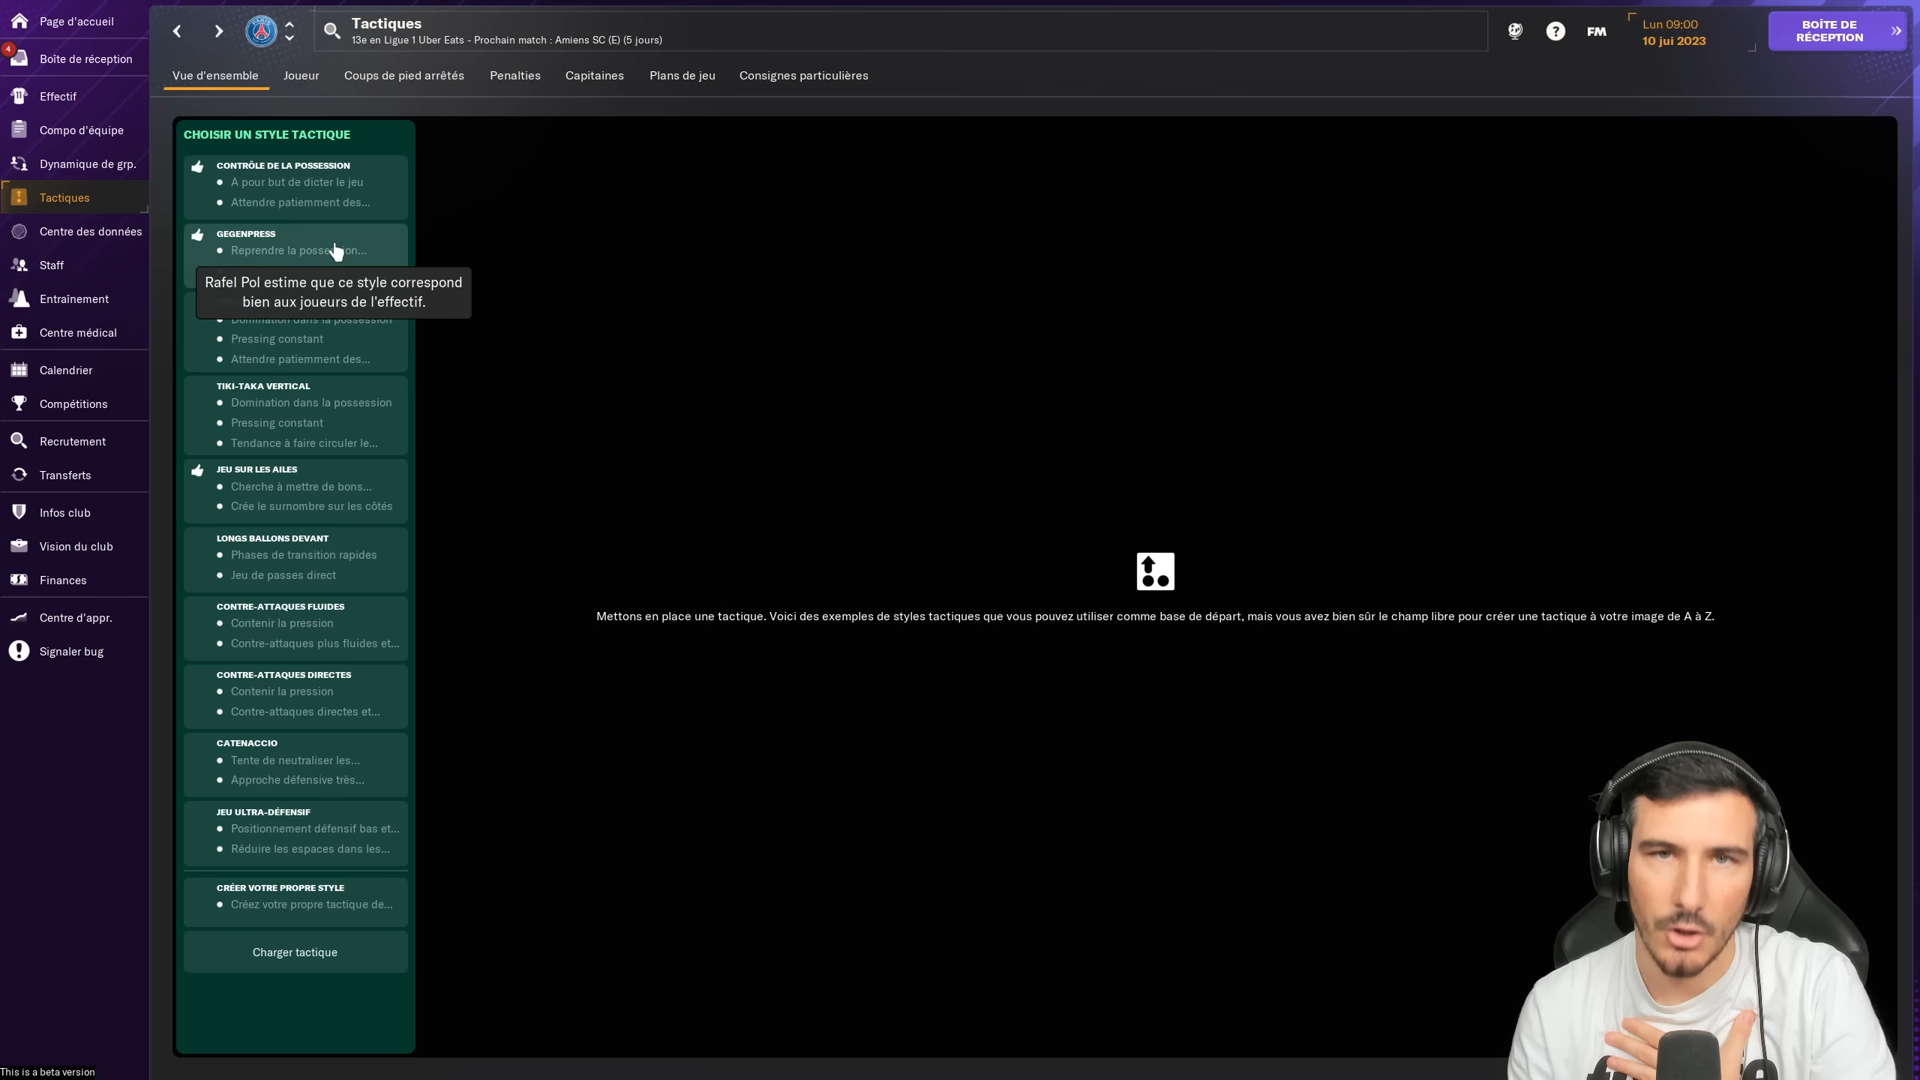 Page d'accueil
4
Boîte de réception
Effectif
Compo d'équipe
Dynamique de grp.
Tactiques
Centre des données
Staff
Entraînement
Centre médical
Calendrier
Compétitions
Recrutement
Transferts
Infos club
Vision du club
Finances
Centre d'appr.
Signaler bug
This is a beta version
Tactiques
13e en Ligne 1 Uber Eats - Prochain match : Amiens SC (E) (5 jours)
FM
Lun 09:00
10 jui 2023
BOÎTE DE
RÉCEPTION
Vue d'ensemble
Joueur
Coups de pied arrêtés
Penalties
Capitaines
Plans de jeu
Consignes particulières
CHOISIR UN STYLE TACTIQUE
CONTRÔLE DE LA POSSESSION
A pour but de dicter le jeu
Attendre patiemment des...
GEGENPRESS
Reprendre la possession...
Rafel Pol estime que ce style correspond
bien aux joueurs de l'effectif.
Domination dans la possession
Pressing constant
Attendre patiemment des...
TIKI-TAKA VERTICAL
Domination dans la possession
Pressing constant
Tendance à faire circuler le...
JEU SUR LES AILES
Cherche à mettre de bons...
Crée le surnombre sur les côtés
LONGS BALLONS DEVANT
Phases de transition rapides
Jeu de passes direct
CONTRE-ATTAQUES FLUIDES
Contenir la pression
Contre-attaques plus fluides et...
CONTRE-ATTAQUES DIRECTES
Contenir la pression
Contre-attaques directes et...
CATENACCIO
Tente de neutraliser les...
Approche défensive très...
JEU ULTRA-DÉFENSIF
Positionnement défensif bas et...
Réduire les espaces dans les...
CRÉER VOTRE PROPRE STYLE
Créez votre propre tactique de...
Charger tactique
Mettons en place une tactique. Voici des exemples de styles tactiques que vous pouvez utiliser comme base de départ, mais vous avez bien sûr le champ libre pour créer une tactique à votre image de A à Z.